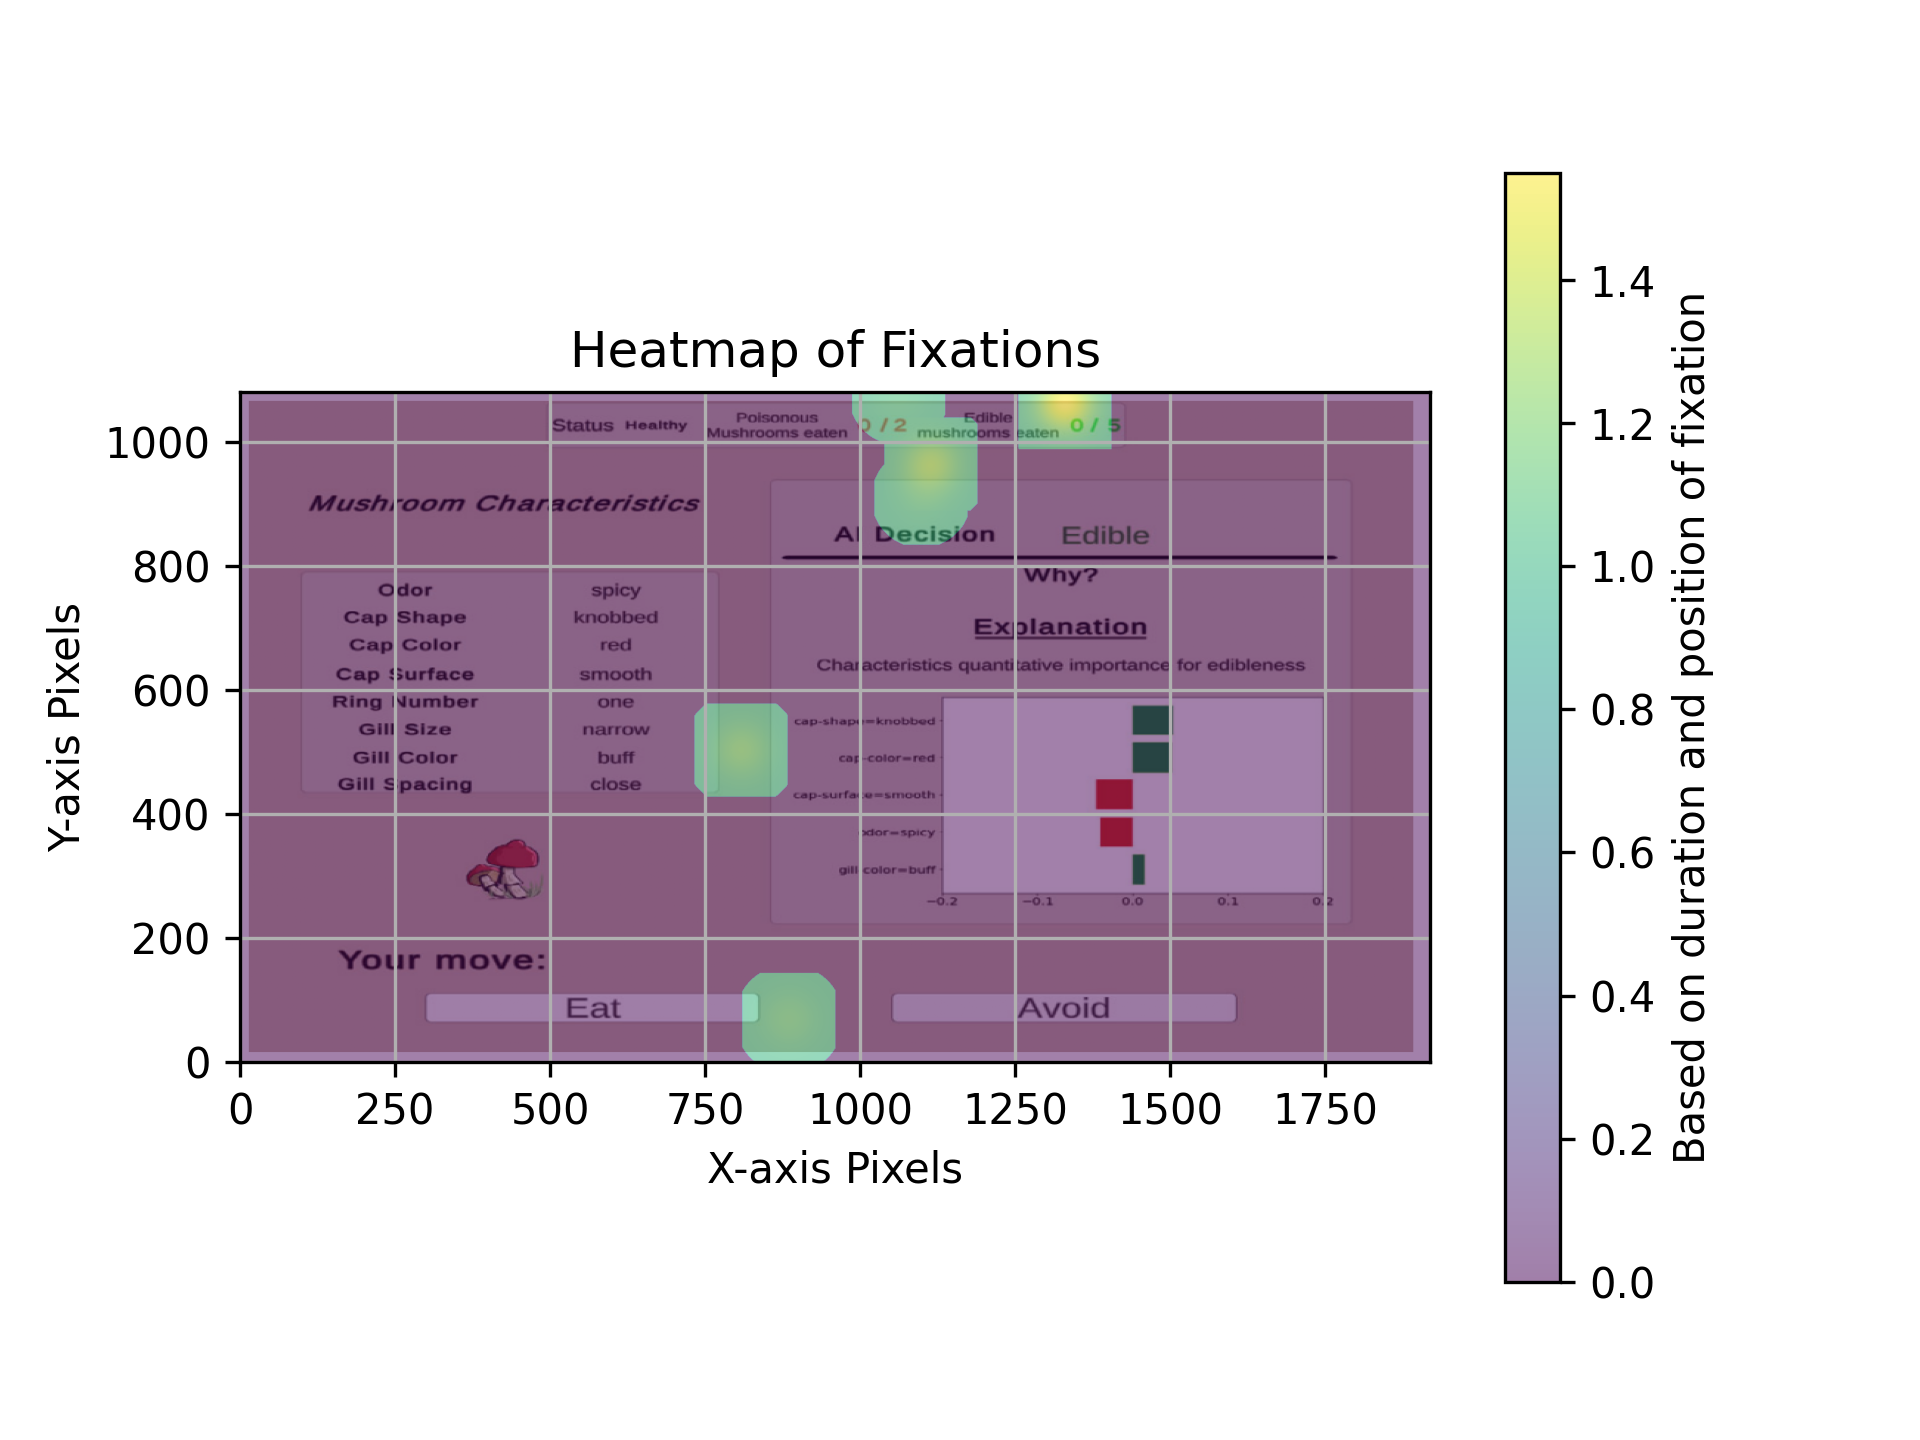 Heatmap of Fixations
Status Healthy
Poisonous
Mushrooms eaten
0 / 2
Edible
mushrooms eaten
0 / 5
Mushroom Characteristics
Odor spicy
Cap Shape knobbed
Cap Color red
Cap Surface smooth
Ring Number one
Gill Size narrow
Gill Color buff
Gill Spacing close
AI Decision Edible
Why?
Explanation
Characteristics quantitative importance for edibleness
cap-shape=knobbed
cap-color=red
cap-surface=smooth
odor=spicy
gill-color=buff
−0.2 −0.1 0.0 0.1 0.2
Your move:
Eat Avoid
1000
800
600
400
200
0
Y-axis Pixels
0 250 500 750 1000 1250 1500 1750
X-axis Pixels
1.4
1.2
1.0
0.8
0.6
0.4
0.2
0.0
Based on duration and position of fixation